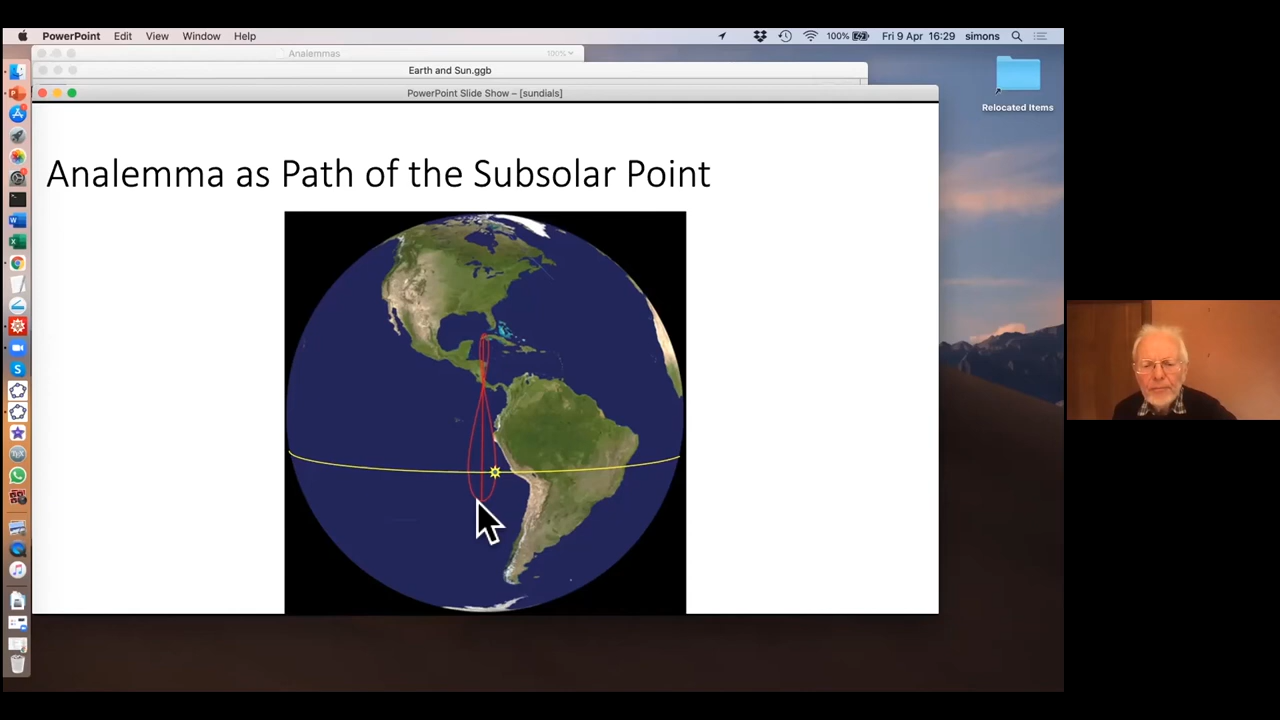 PowerPoint Edit View Window Help 100% Fri 9 Apr 16:29 simons
Analemmas 100%
Earth and Sun.ggb
PowerPoint Slide Show – [sundials]
Relocated Items
Analemma as Path of the Subsolar Point